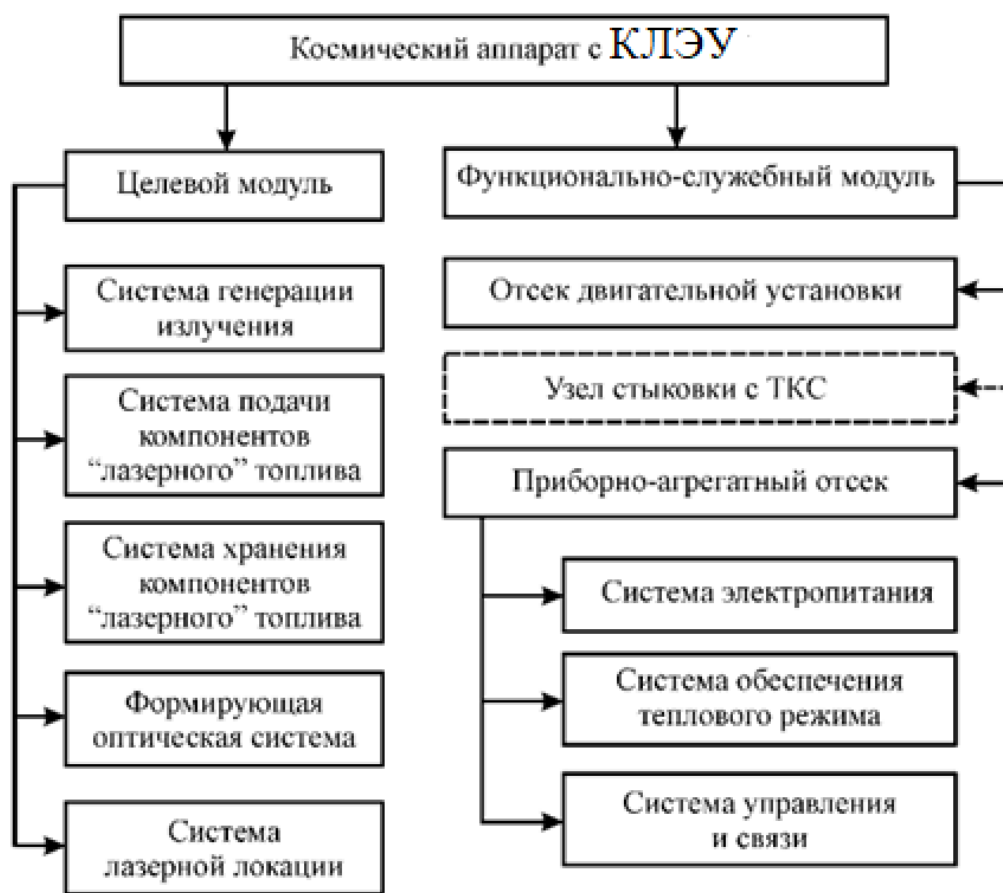 Космический аппарат с КЛЭУ
Целевой модуль
Система генерации
излучения
Система подачи
компонентов
“лазерного” топлива
Система хранения
компонентов
“лазерного” топлива
Формирующая
оптическая система
Система
лазерной локации
Функционально-служебный модуль
Отсек двигательной установки
Узел стыковки с ТКС
Приборно-агрегатный отсек
Система электропитания
Система обеспечения
теплового режима
Система управления
и связи